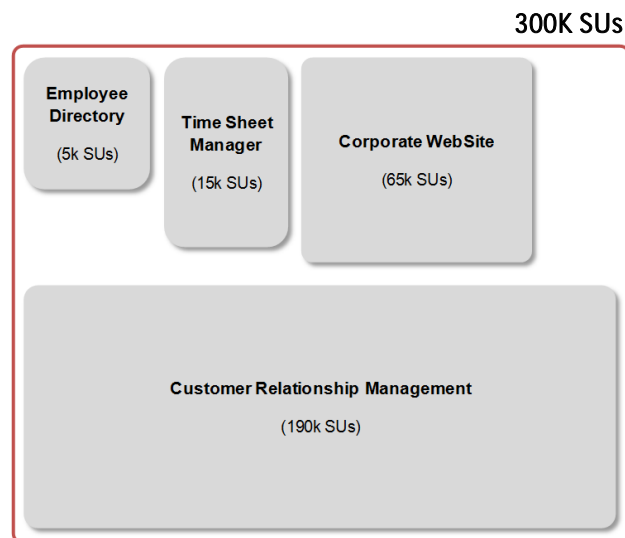 300K SUs
Employee
Directory
(5k SUs)
Time Sheet
Manager
(15k SUs)
Corporate WebSite
(65k SUs)
Customer Relationship Management
(190k SUs)